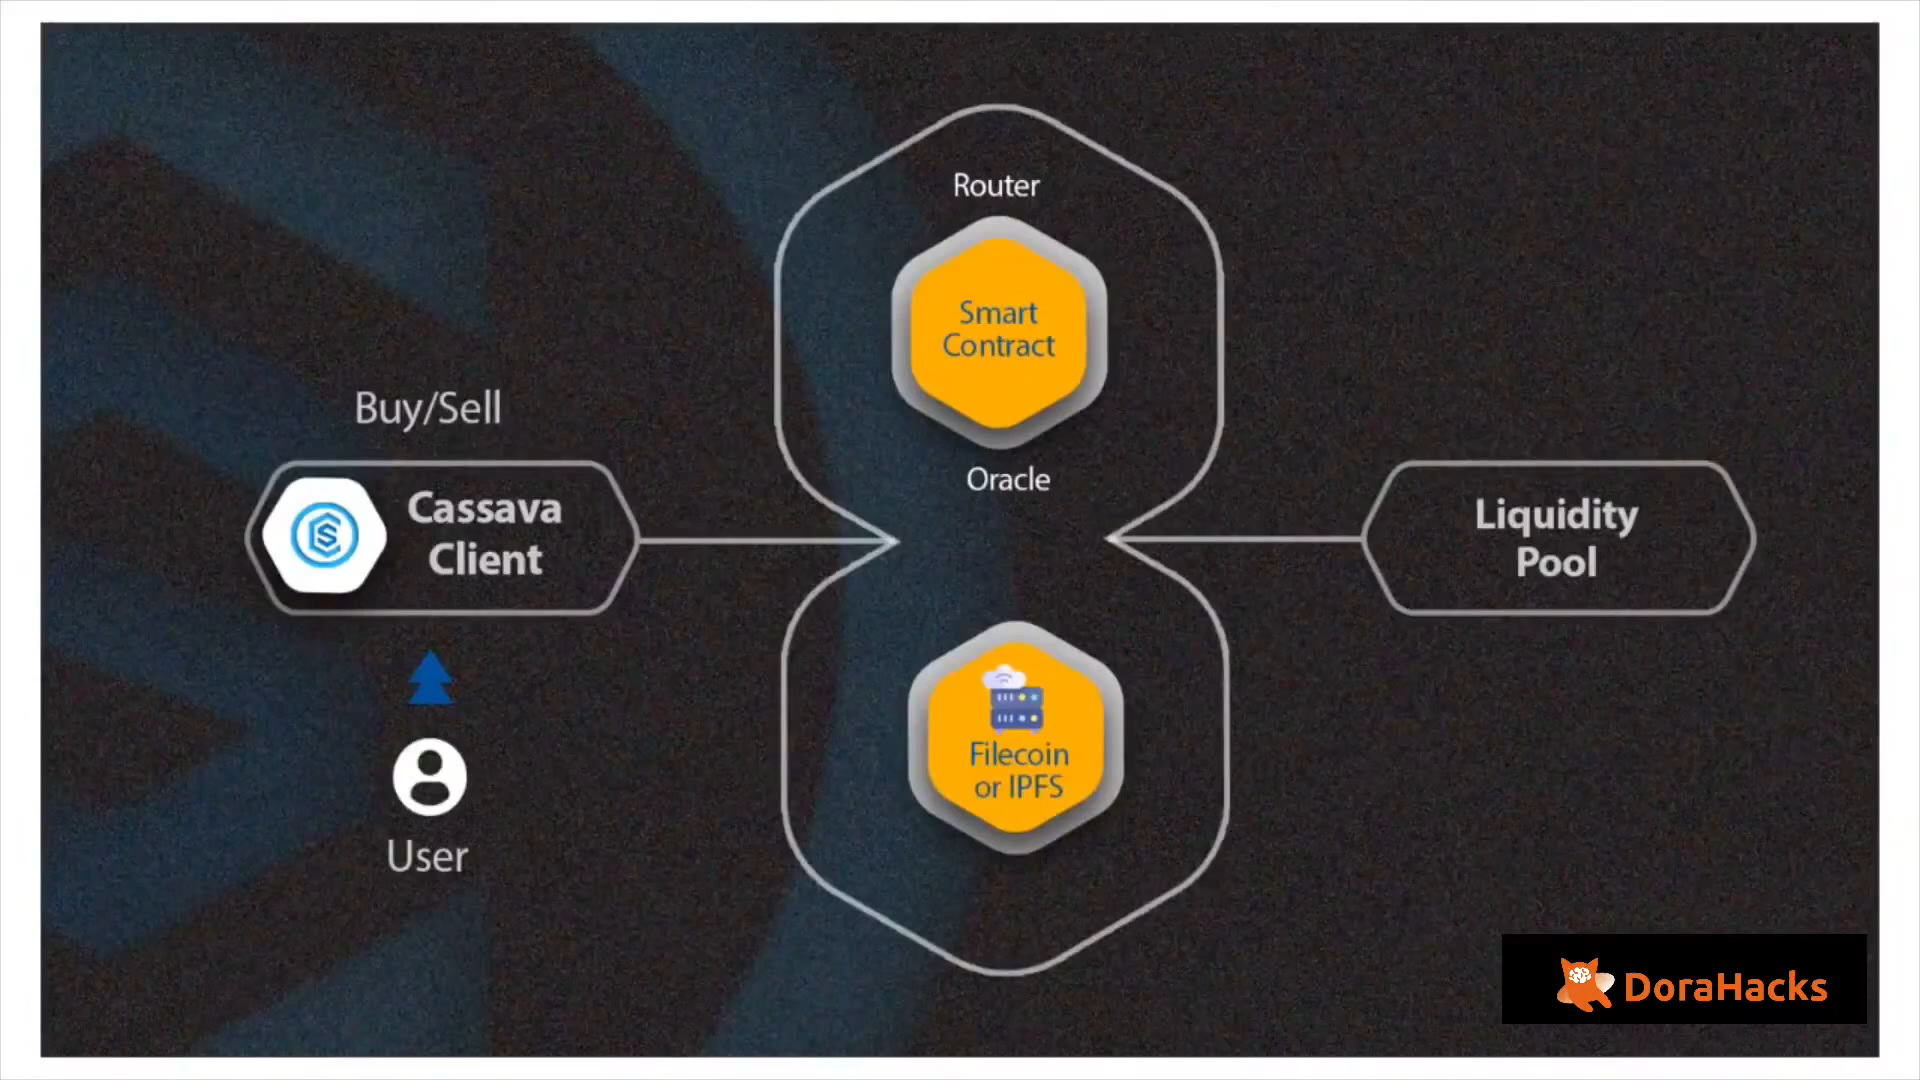 Router
Smart
Contract
Oracle
Buy/Sell
Cassava
Client
Liquidity
Pool
Filecoin
or IPFS
User
DoraHacks